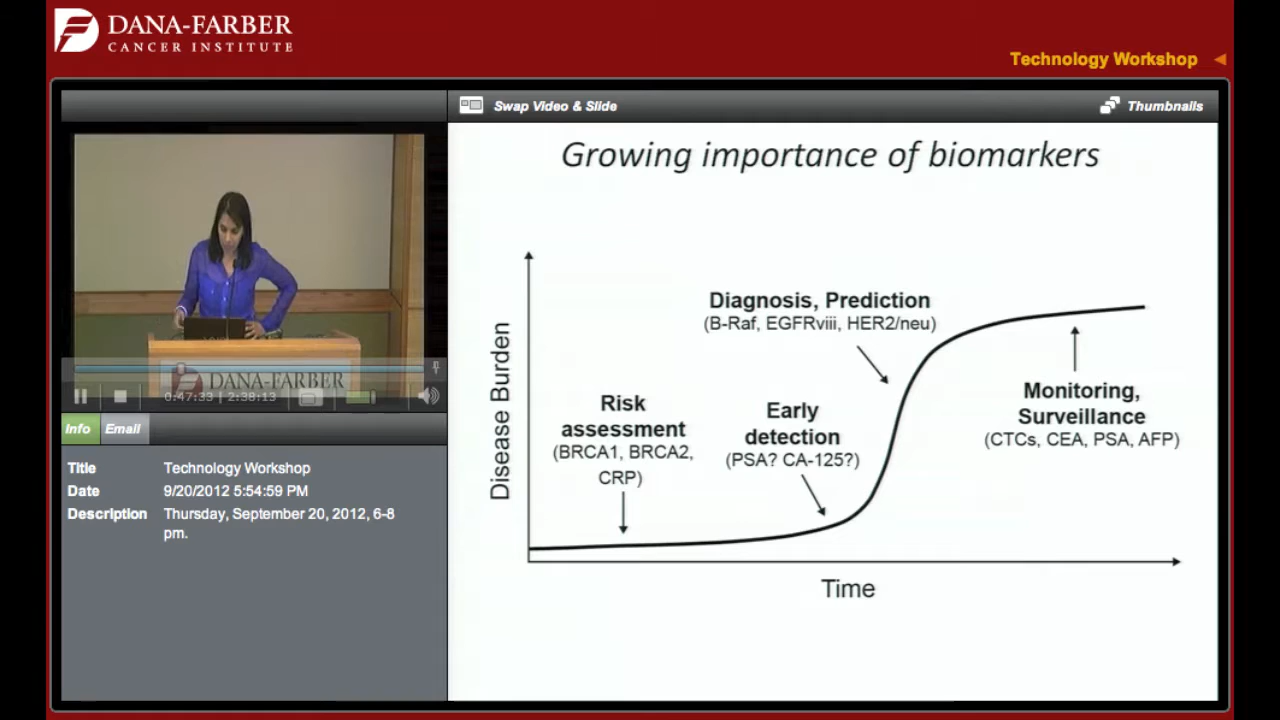 DANA-FARBER
CANCER INSTITUTE
Technology Workshop
Swap Video & Slide
Thumbnails
DANA-FARBER
0:47:33 | 2:38:13
Info
Email
Title
Technology Workshop
Date
9/20/2012 5:54:59 PM
Description
Thursday, September 20, 2012, 6-8
pm.
Growing importance of biomarkers
Disease Burden
Risk
assessment
(BRCA1, BRCA2,
CRP)
Early
detection
(PSA? CA-125?)
Diagnosis, Prediction
(B-Raf, EGFRviii, HER2/neu)
Monitoring,
Surveillance
(CTCs, CEA, PSA, AFP)
Time